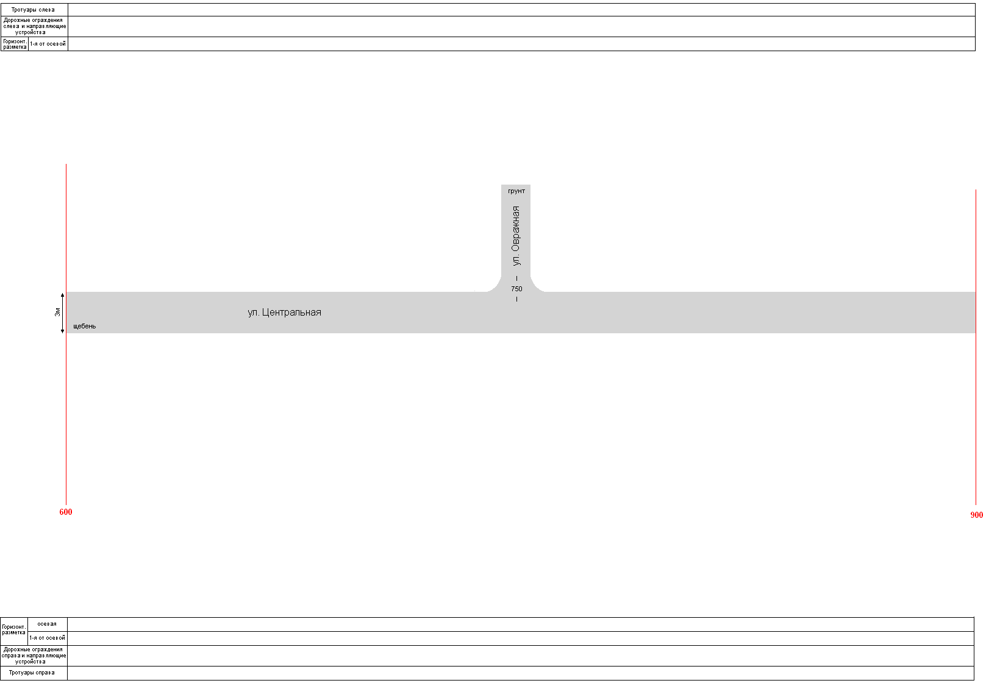 Тротуары слева
Дорожные ограждения
слева и направляющие
устройства
Горизонт.
разметка
1-я от осевой
грунт
ул. Овражная
750
3м
ул. Центральная
щебень
600
900
Горизонт.
разметка
осевая
1-я от осевой
Дорожные ограждения
справа и направляющие
устройства
Тротуары справа